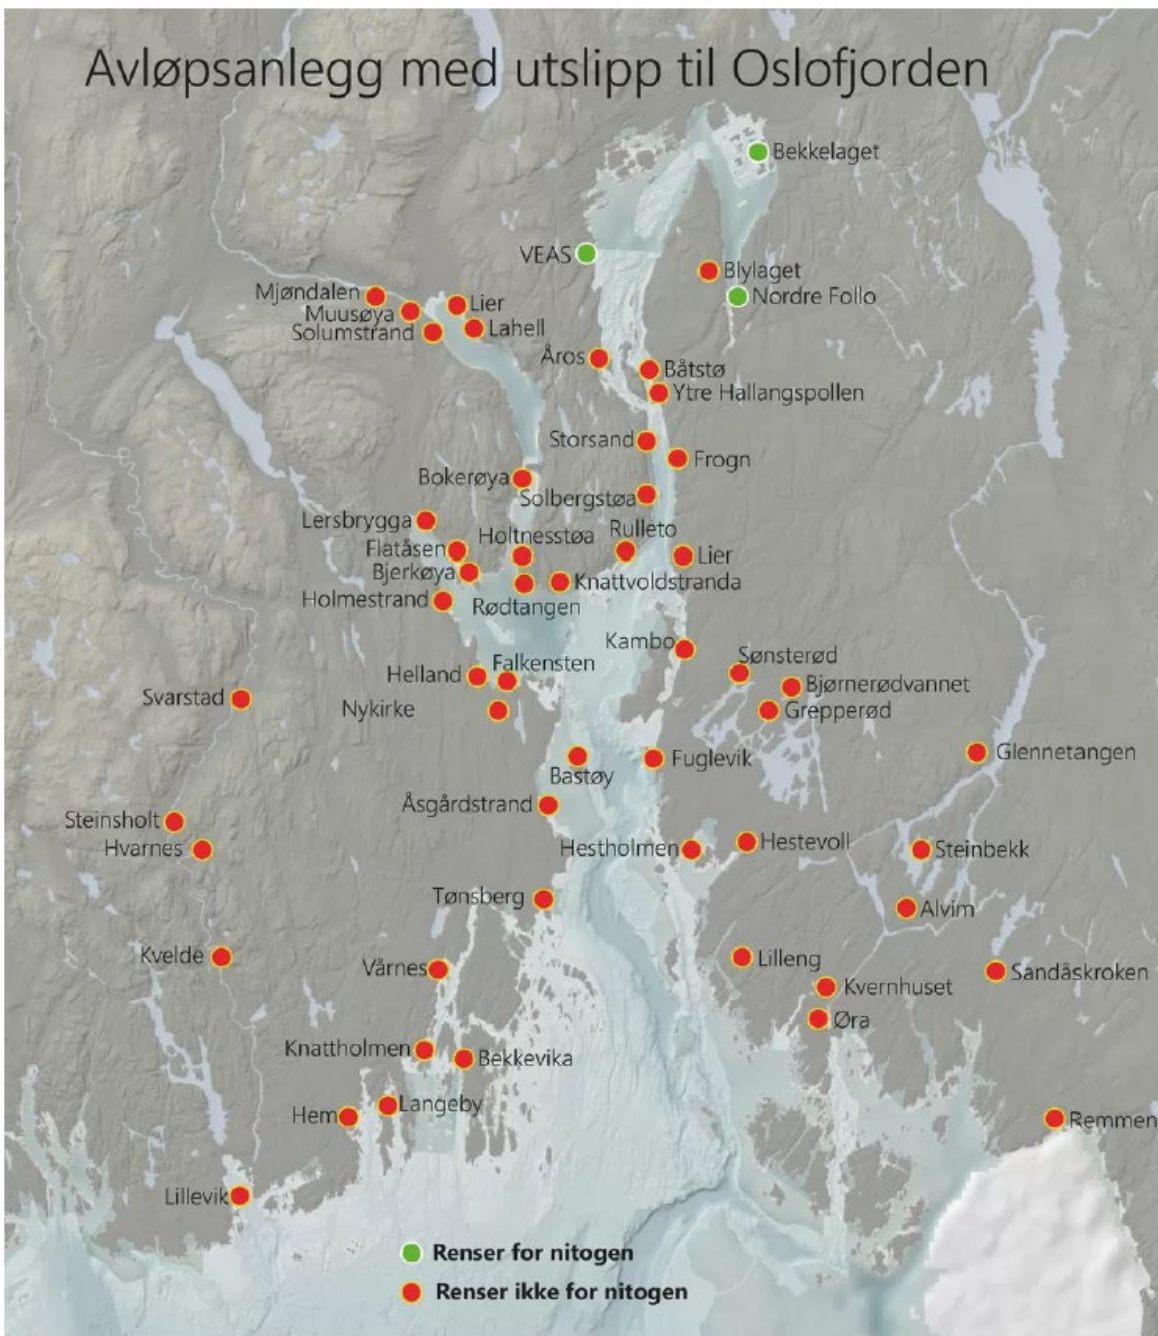 Avløpsanlegg med utslipp til Oslofjorden
Bekkelaget
VEAS
Blylaget
Nordre Follo
Mjøndalen
Lier
Muusøya
Solumstrand
Lahell
Åros
Båtstø
Ytre Hallangspollen
Storsand
Frogn
Bokerøya
Solbergstøa
Lersbrygga
Rulleto
Holtnesstøa
Flatåsen
Lier
Bjerkøya
Knattvoldstranda
Holmestrand
Rødtangen
Kambo
Sønsterød
Falkensten
Helland
Bjørnerødvannet
Svarstad
Nykirke
Grepperød
Glennetangen
Fuglevik
Bastøy
Åsgårdstrand
Steinsholt
Hvarnes
Hestholmen
Hestevoll
Steinbekk
Tønsberg
Alvim
Kvelde
Vårnes
Lilleng
Sandåskroken
Kvernhuset
Øra
Knattholmen
Bekkevika
Langeby
Hem
Remmen
Lillevik
Renser for nitogen
Renser ikke for nitogen